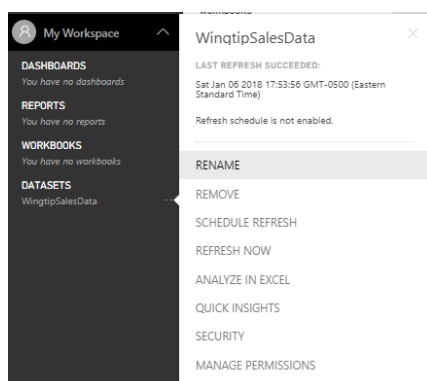 My Workspace
DASHBOARDS
You have no dashboards
REPORTS
You have no reports
WORKBOOKS
You have no workbooks
DATASETS
WingtipSalesData
WingtipSalesData
LAST REFRESH SUCCEEDED:
Sat Jan 06 2018 17:53:56 GMT-0500 (Eastern
Standard Time)
Refresh schedule is not enabled.
RENAME
REMOVE
SCHEDULE REFRESH
REFRESH NOW
ANALYZE IN EXCEL
QUICK INSIGHTS
SECURITY
MANAGE PERMISSIONS